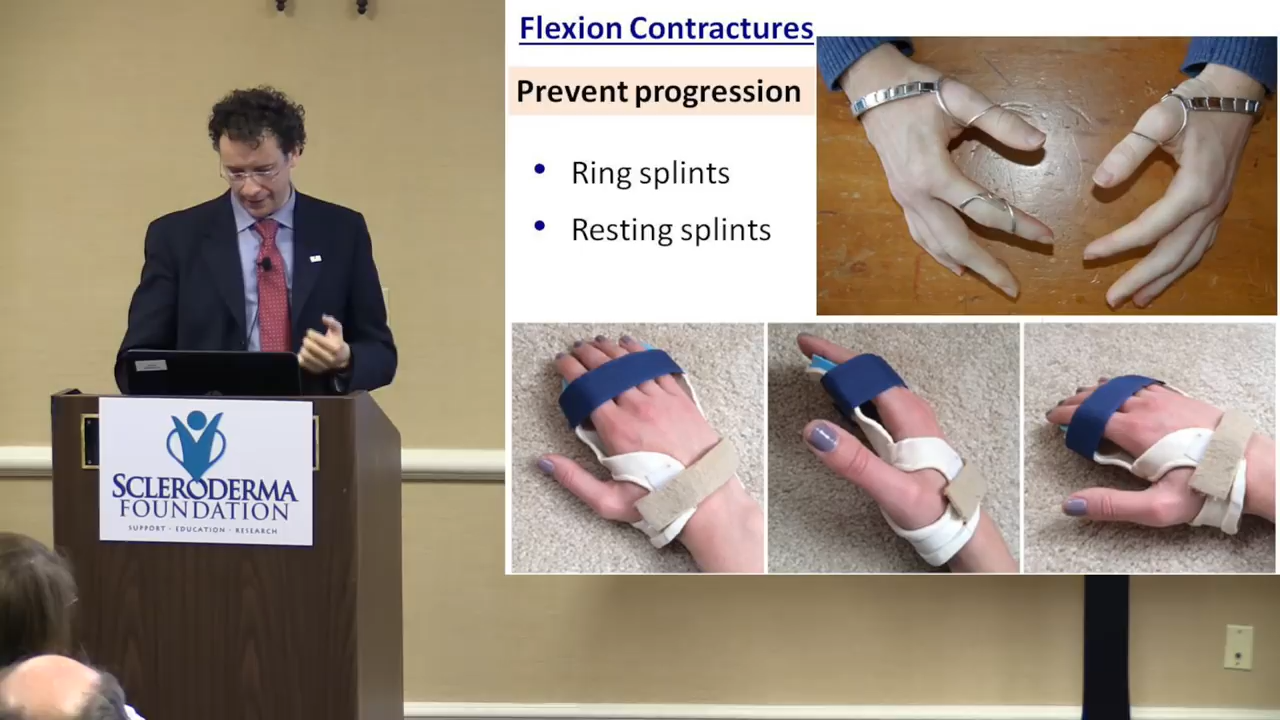 Flexion Contractures
Prevent progression
• Ring splints
• Resting splints
SCLERODERMA
FOUNDATION
SUPPORT · EDUCATION · RESEARCH